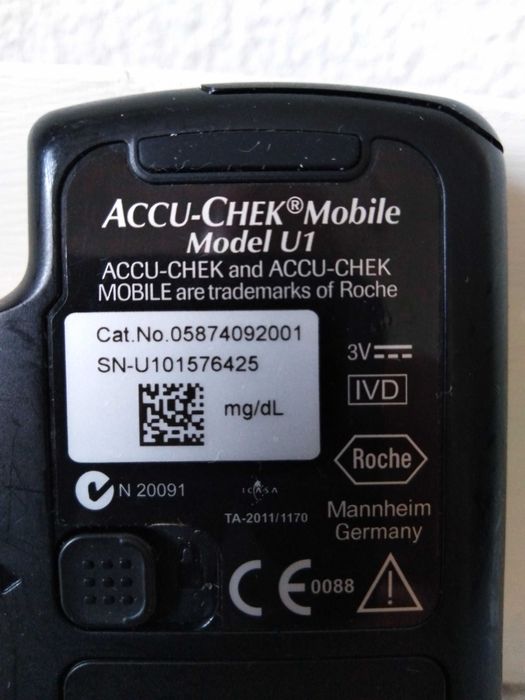 ACCU-CHEK®Mobile
Model U1
ACCU-CHEK and ACCU-CHEK
MOBILE are trademarks of Roche
Cat.No.05874092001
SN-U101576425
mg/dL
3V
IVD
Roche
N 20091
ICASA
TA-2011/1170
Mannheim
Germany
CE 0088